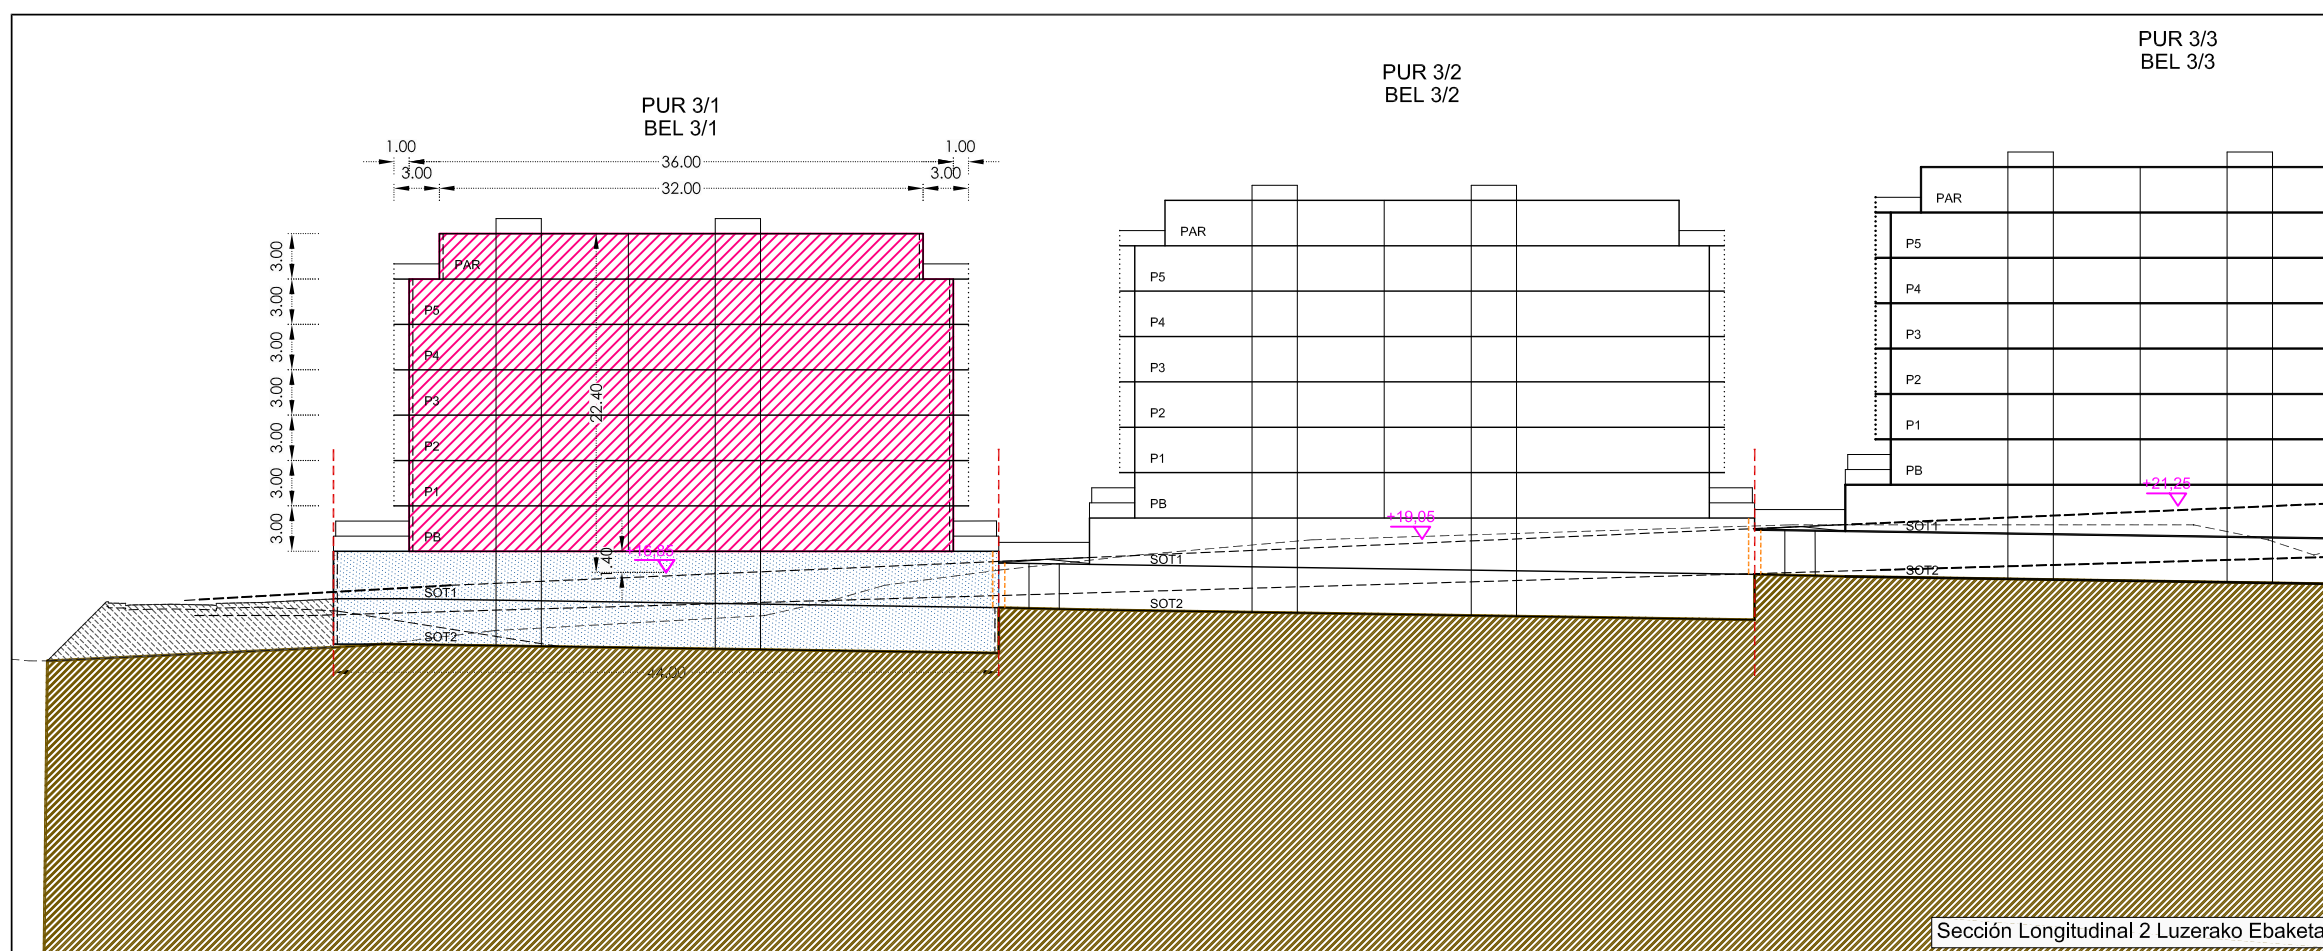 PUR 3/3
BEL 3/3
PUR 3/2
BEL 3/2
PUR 3/1
BEL 3/1
1.00
36.00
1.00
3.00
32.00
3.00
3.00
3.00
3.00
3.00
3.00
3.00
3.00
PAR
P5
P4
P3
P2
P1
PB
SOT1
SOT2
22.40
1.40
+16,85
44.00
PAR
P5
P4
P3
P2
P1
PB
+19,05
SOT1
SOT2
PAR
P5
P4
P3
P2
P1
PB
+21,25
SOT1
SOT2
Sección Longitudinal 2 Luzerako Ebaketa